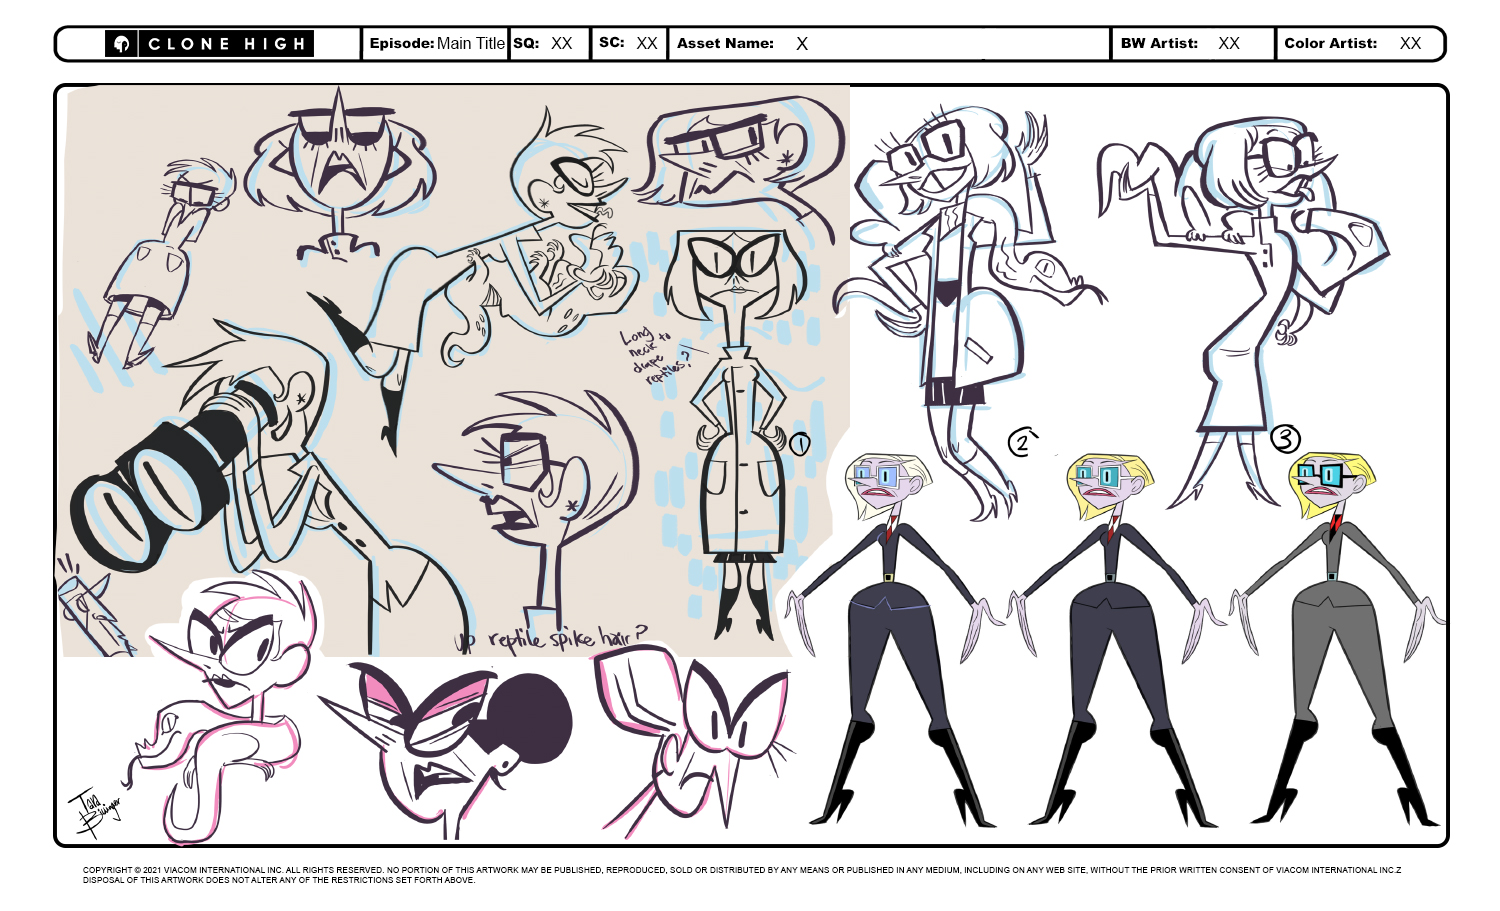 CLONE HIGH
Episode: Main Title
SQ: XX
SC: XX
Asset Name: X
BW Artist: XX
Color Artist: XX
Long
neck to
drape
reptiles?
1
2
3
up reptile spike hair?
Tara
Billinger
COPYRIGHT © 2021 VIACOM INTERNATIONAL INC. ALL RIGHTS RESERVED. NO PORTION OF THIS ARTWORK MAY BE PUBLISHED, REPRODUCED, SOLD OR DISTRIBUTED BY ANY MEANS OR PUBLISHED IN ANY MEDIUM, INCLUDING ON ANY WEB SITE, WITHOUT THE PRIOR WRITTEN CONSENT OF VIACOM INTERNATIONAL INC.Z
DISPOSAL OF THIS ARTWORK DOES NOT ALTER ANY OF THE RESTRICTIONS SET FORTH ABOVE.